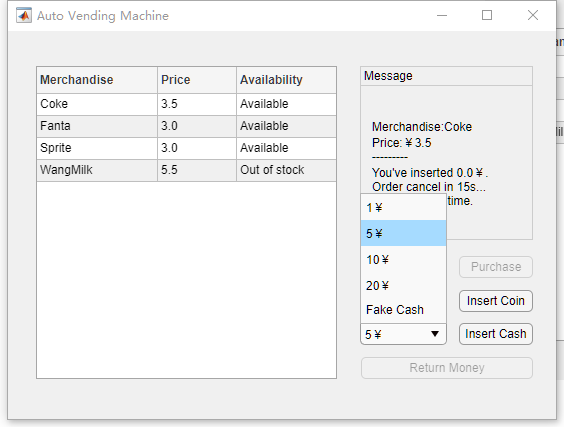 Auto Vending Machine
Merchandise Price Availability
Coke 3.5 Available
Fanta 3.0 Available
Sprite 3.0 Available
WangMilk 5.5 Out of stock
Message
Merchandise:Coke
Price: ¥ 3.5
---------
You've inserted 0.0 ¥ .
Order cancel in 15s...
time.
1 ¥
5 ¥
10 ¥
20 ¥
Fake Cash
5 ¥
Purchase
Insert Coin
Insert Cash
Return Money